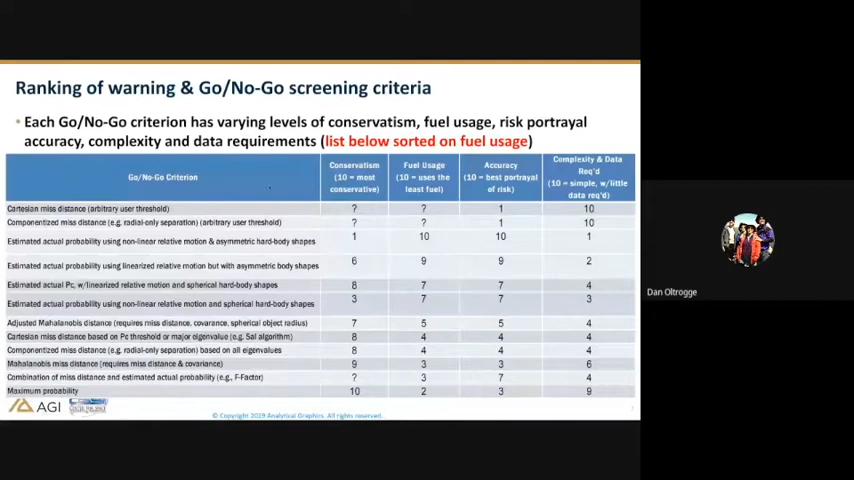 Ranking of warning & Go/No-Go screening criteria
• Each Go/No-Go criterion has varying levels of conservatism, fuel usage, risk portrayal
accuracy, complexity and data requirements (list below sorted on fuel usage)
Go/No-Go Criterion Conservatism (10 = most conservative) Fuel Usage (10 = uses the least fuel) Accuracy (10 = best portrayal of risk) Complexity & Data Req'd (10 = simple, w/little data req'd)
Cartesian miss distance (arbitrary user threshold) ? ? 1 10
Componentized miss distance (e.g. radial-only separation) (arbitrary user threshold) ? ? 1 10
Estimated actual probability using non-linear relative motion & asymmetric hard-body shapes 1 10 10 1
Estimated actual probability using linearized relative motion but with asymmetric body shapes 6 9 9 2
Estimated actual Pc, w/linearized relative motion and spherical hard-body shapes 8 7 7 4
Estimated actual probability using non-linear relative motion and spherical hard-body shapes 3 7 7 3
Adjusted Mahalanobis distance (requires miss distance, covariance, spherical object radius) 7 5 5 4
Cartesian miss distance based on Pc threshold or major eigenvalue (e.g. Sal algorithm) 8 4 4 4
Componentized miss distance (e.g. radial-only separation) based on all eigenvalues 8 4 4 4
Mahalanobis miss distance (requires miss distance & covariance) 9 3 3 6
Combination of miss distance and estimated actual probability (e.g., F-Factor) ? 3 7 4
Maximum probability 10 2 3 9
AGI
© Copyright 2019 Analytical Graphics. All rights reserved.
Dan Oltrogge